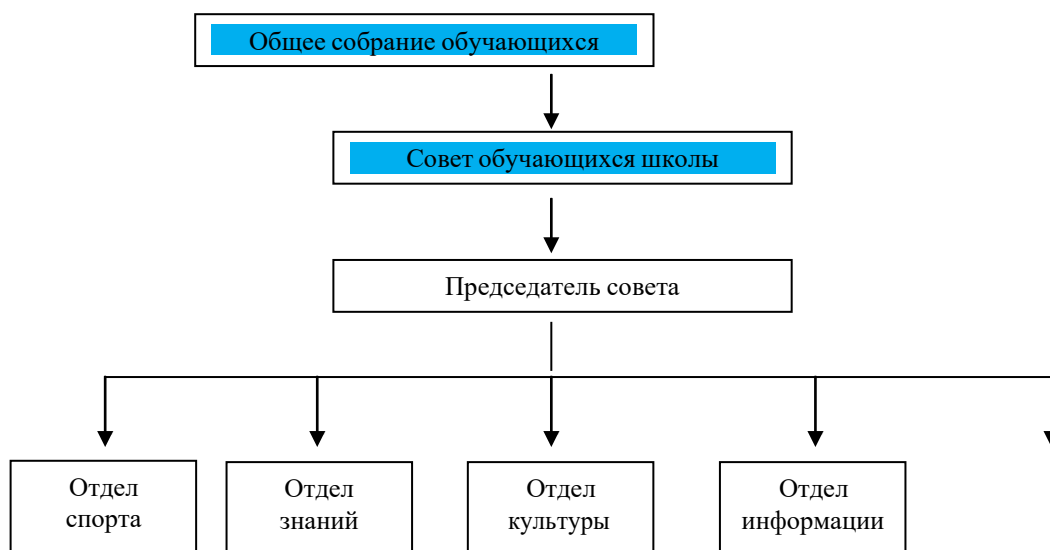 Общее собрание обучающихся
Совет обучающихся школы
Председатель совета
Отдел
спорта
Отдел
знаний
Отдел
культуры
Отдел
информации